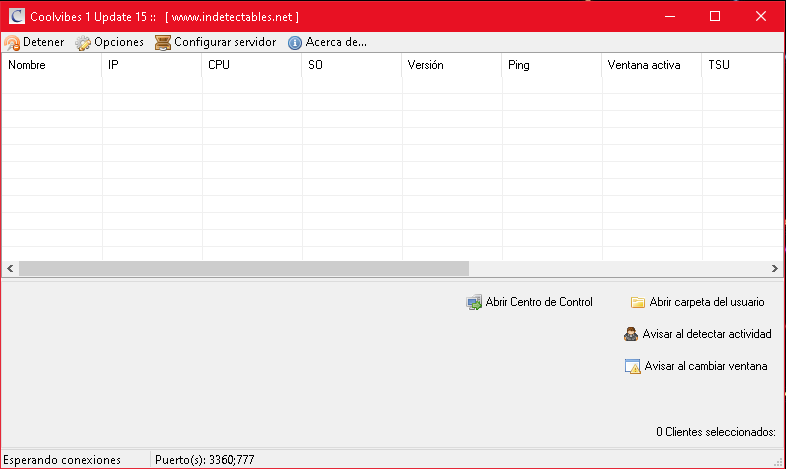 Coolvibes 1 Update 15 :: [ www.indetectables.net ]
Detener Opciones Configurar servidor Acerca de...
Nombre IP CPU SO Versión Ping Ventana activa TSU
Abrir Centro de Control Abrir carpeta del usuario
Avisar al detectar actividad
Avisar al cambiar ventana
0 Clientes seleccionados:
Esperando conexiones Puerto(s): 3360;777